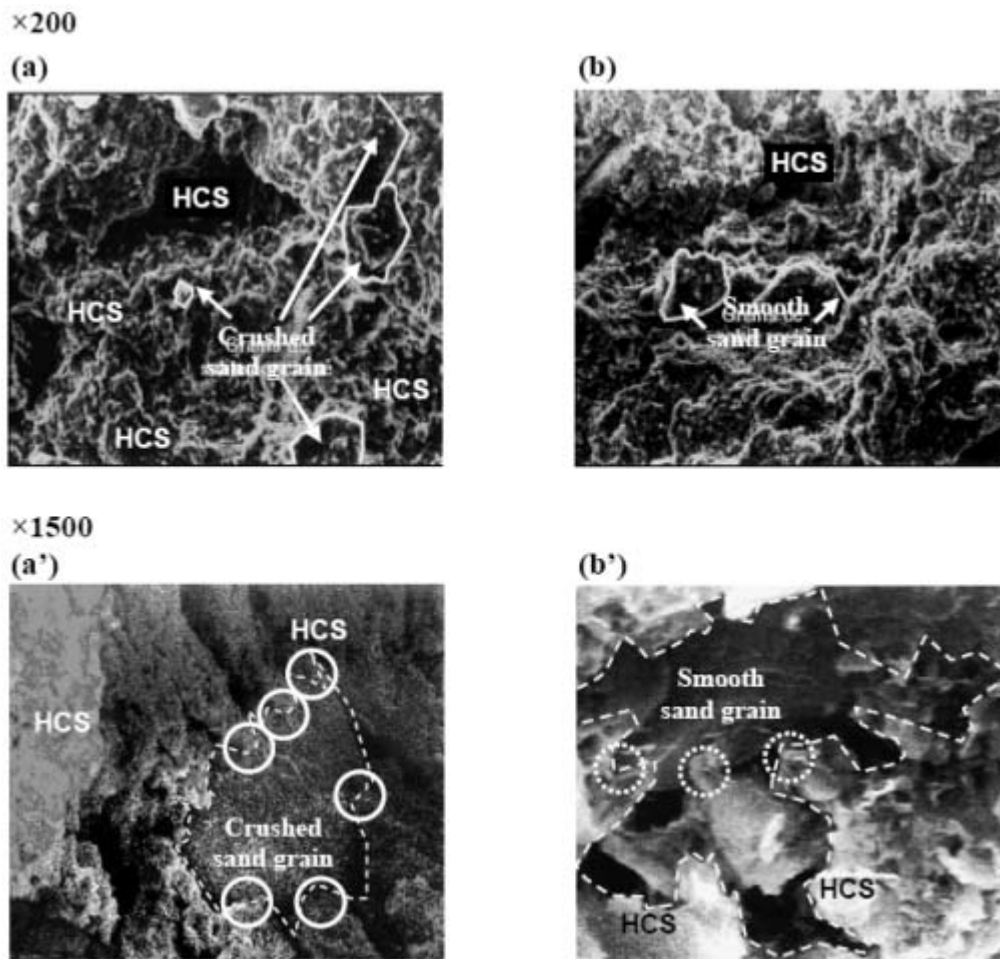 ×200
(a)
(b)
HCS
HCS
HCS
Crushed
sand grain
HCS
HCS
Smooth
sand grain
×1500
(a’)
(b’)
HCS
HCS
Smooth
sand grain
Crushed
sand grain
HCS
HCS